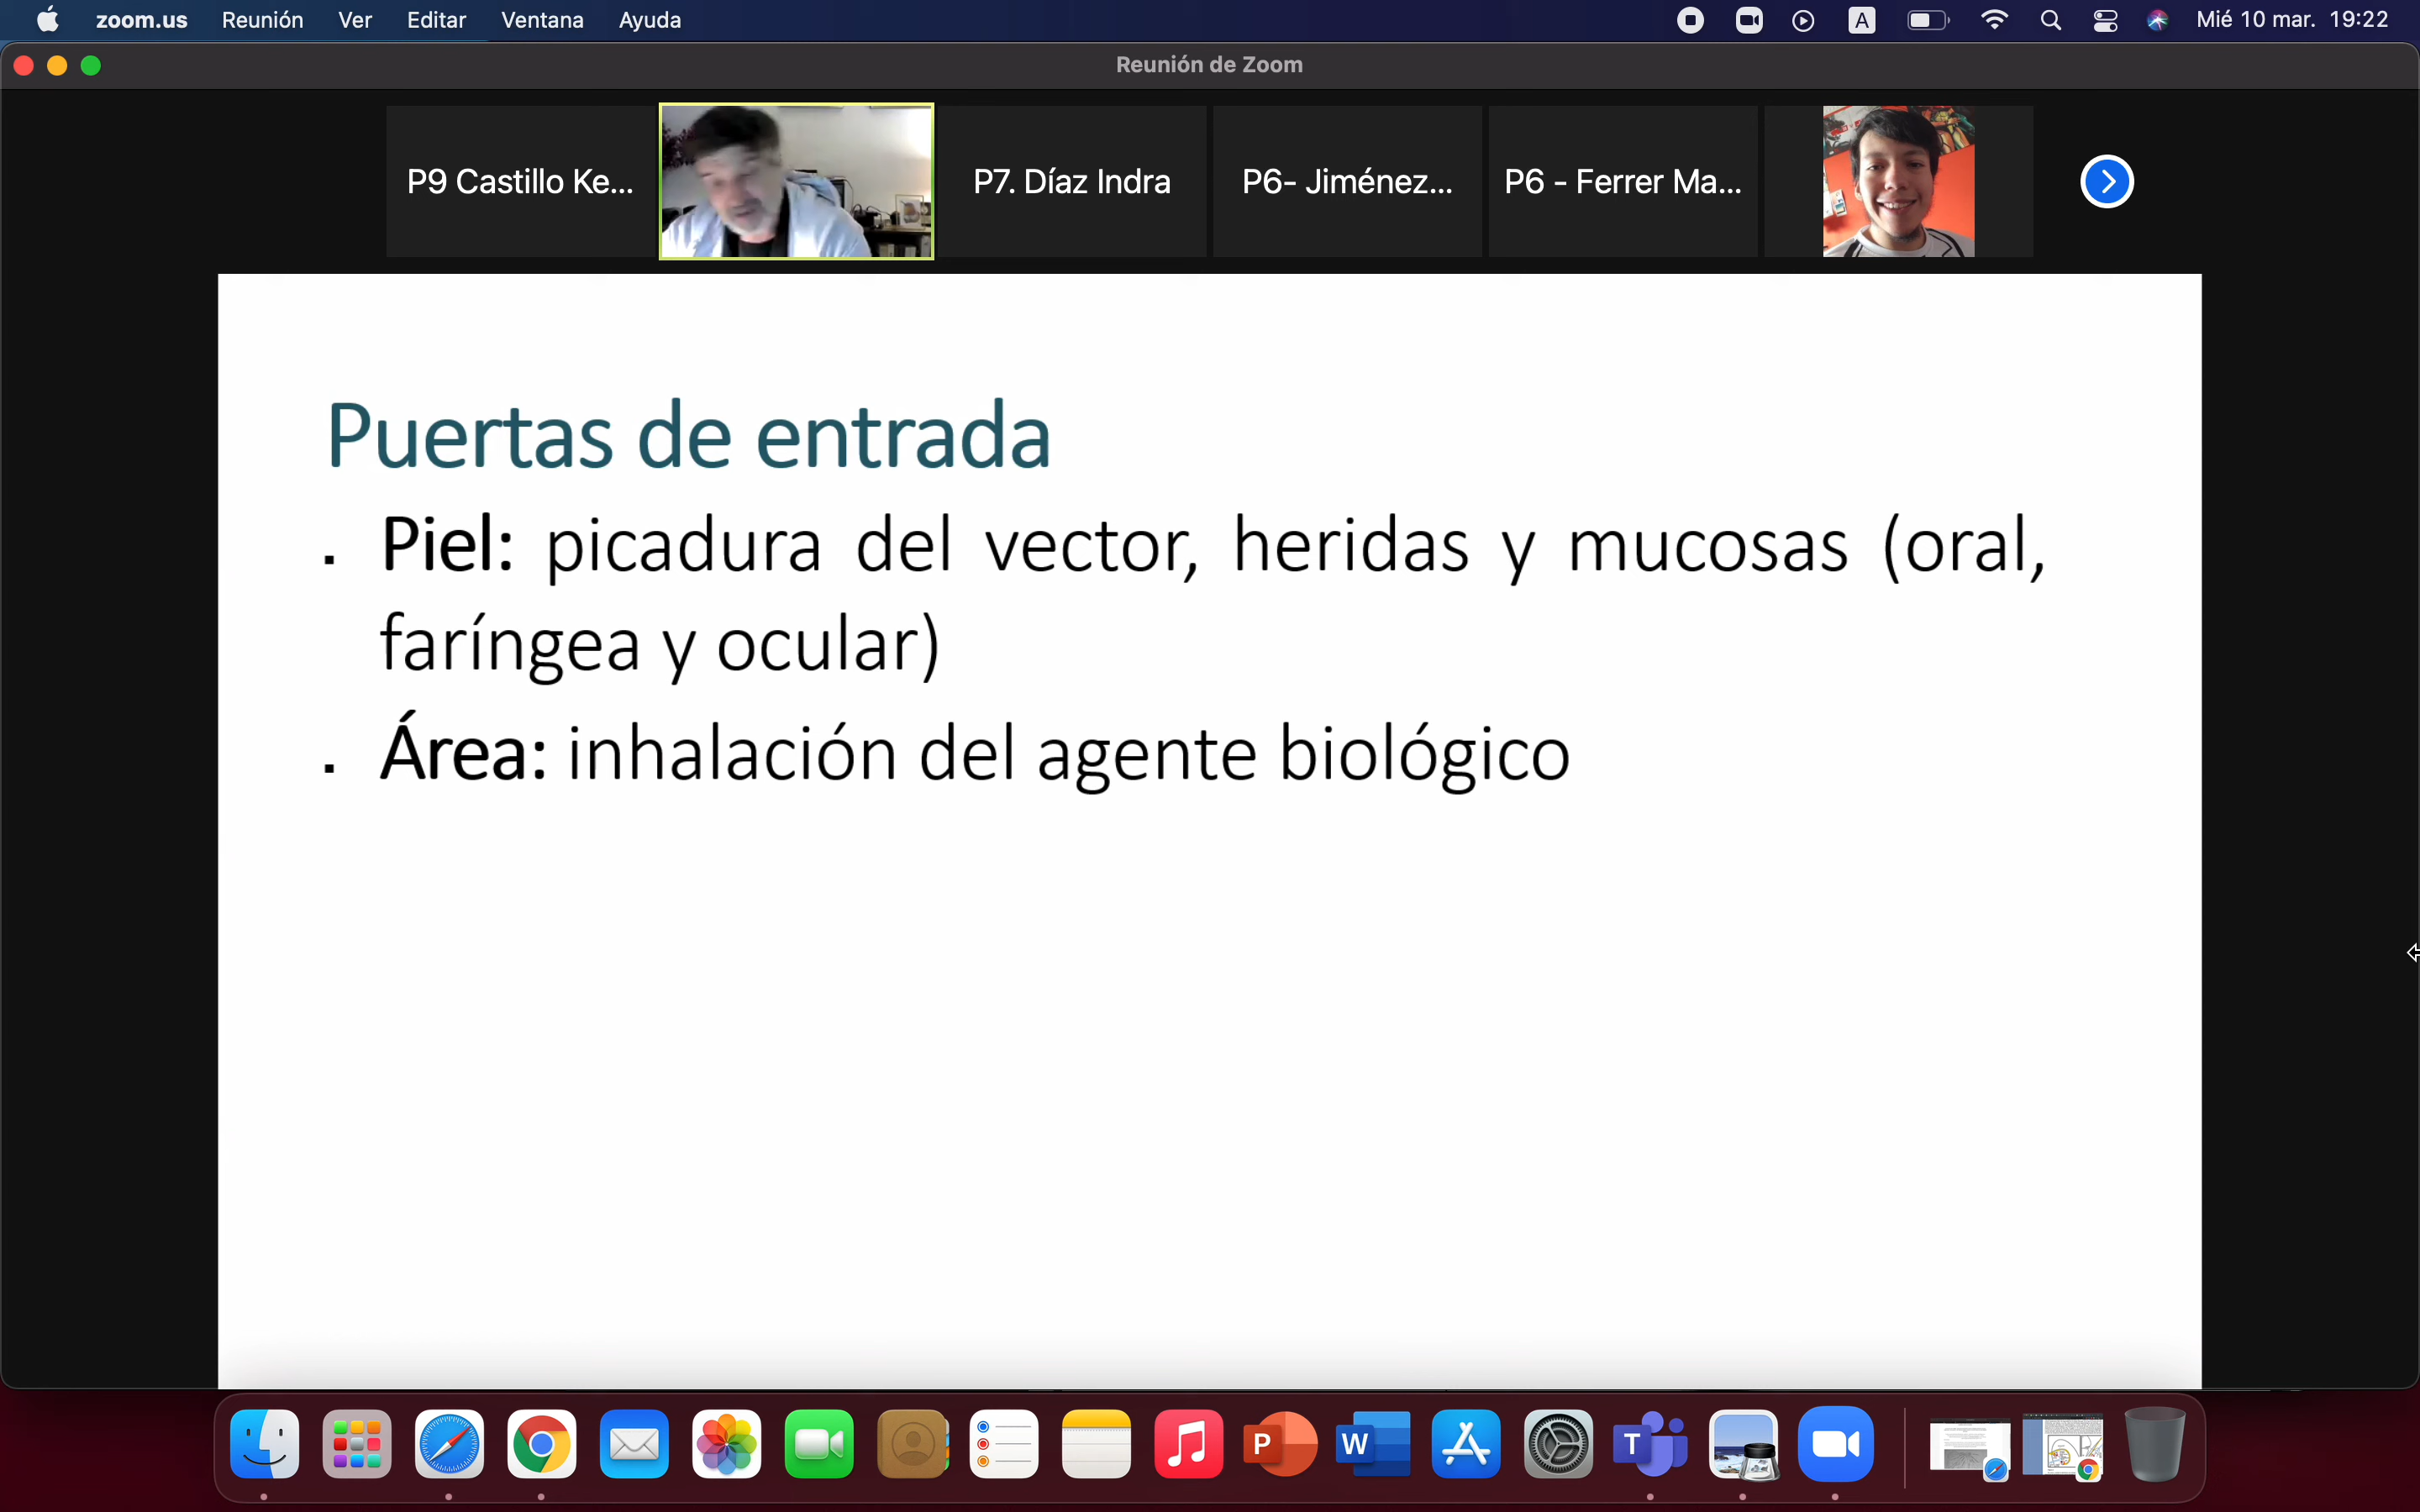 zoom.us Reunión Ver Editar Ventana Ayuda A Mié 10 mar. 19:22
Reunión de Zoom
P9 Castillo Ke... P7. Díaz Indra P6- Jiménez... P6 - Ferrer Ma...
Puertas de entrada
▪ Piel: picadura del vector, heridas y mucosas (oral,
faríngea y ocular)
▪ Área: inhalación del agente biológico
P W T